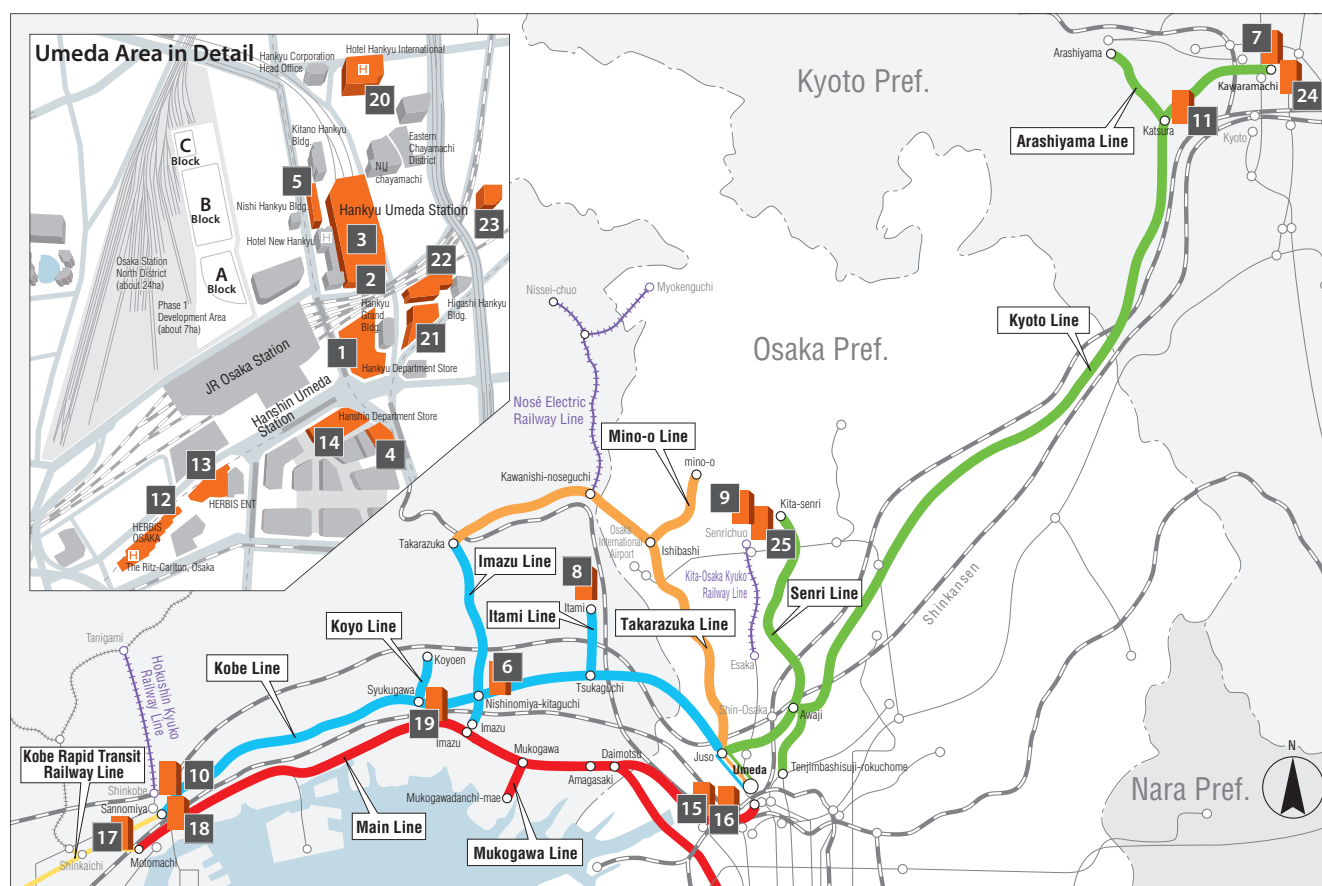 Umeda Area in Detail
Hankyu Corporation
Head Office
Hotel Hankyu International
H
20
C
Block
Kitano Hankyu
Bldg.
Eastern
Chayamachi
District
NU
chayamachi
5
B
Block
Nishi Hankyu Bldg.
Hankyu Umeda Station
23
Hotel New Hankyu
H
3
22
Osaka Station
North District
(about 24ha)
A
Block
2
Phase 1
Development Area
(about 7ha)
Hankyu
Grand
Bldg.
Higashi Hankyu
Bldg.
21
1
JR Osaka Station
Hankyu Department Store
Hanshin Umeda
Station
Hanshin Department Store
14
4
13
12
HERBIS ENT
HERBIS
OSAKA
H
The Ritz-Carlton, Osaka
Kyoto Pref.
Arashiyama
7
Kawaramachi
24
11
Katsura
Kyoto
Arashiyama Line
Nissei-chuo
Myokenguchi
Kyoto Line
Osaka Pref.
Nosé Electric
Railway Line
Mino-o Line
mino-o
Kawanishi-noseguchi
9
Kita-senri
Senrichuo
25
Osaka
International
Airport
Ishibashi
Takarazuka
Imazu Line
8
Itami
Itami Line
Kita-Osaka Kyuko
Railway Line
Senri Line
Takarazuka Line
Shinkansen
Koyo Line
Tanigami
Kobe Line
Koyoen
6
Esaka
Hokushin Kyuko
Railway Line
Syukugawa
Nishinomiya-kitaguchi
Tsukaguchi
Shin-Osaka
Awaji
19
Imazu
Imazu
Kobe Rapid Transit
Railway Line
10
Mukogawa
Daimotsu
Juso
Amagasaki
Umeda
Tenjimbashisuji-rokuchome
N
Nara Pref.
Shinkobe
Sannomiya
Mukogawadanchi-mae
15
16
17
18
Main Line
Mukogawa Line
Motomachi
Shinkaichi